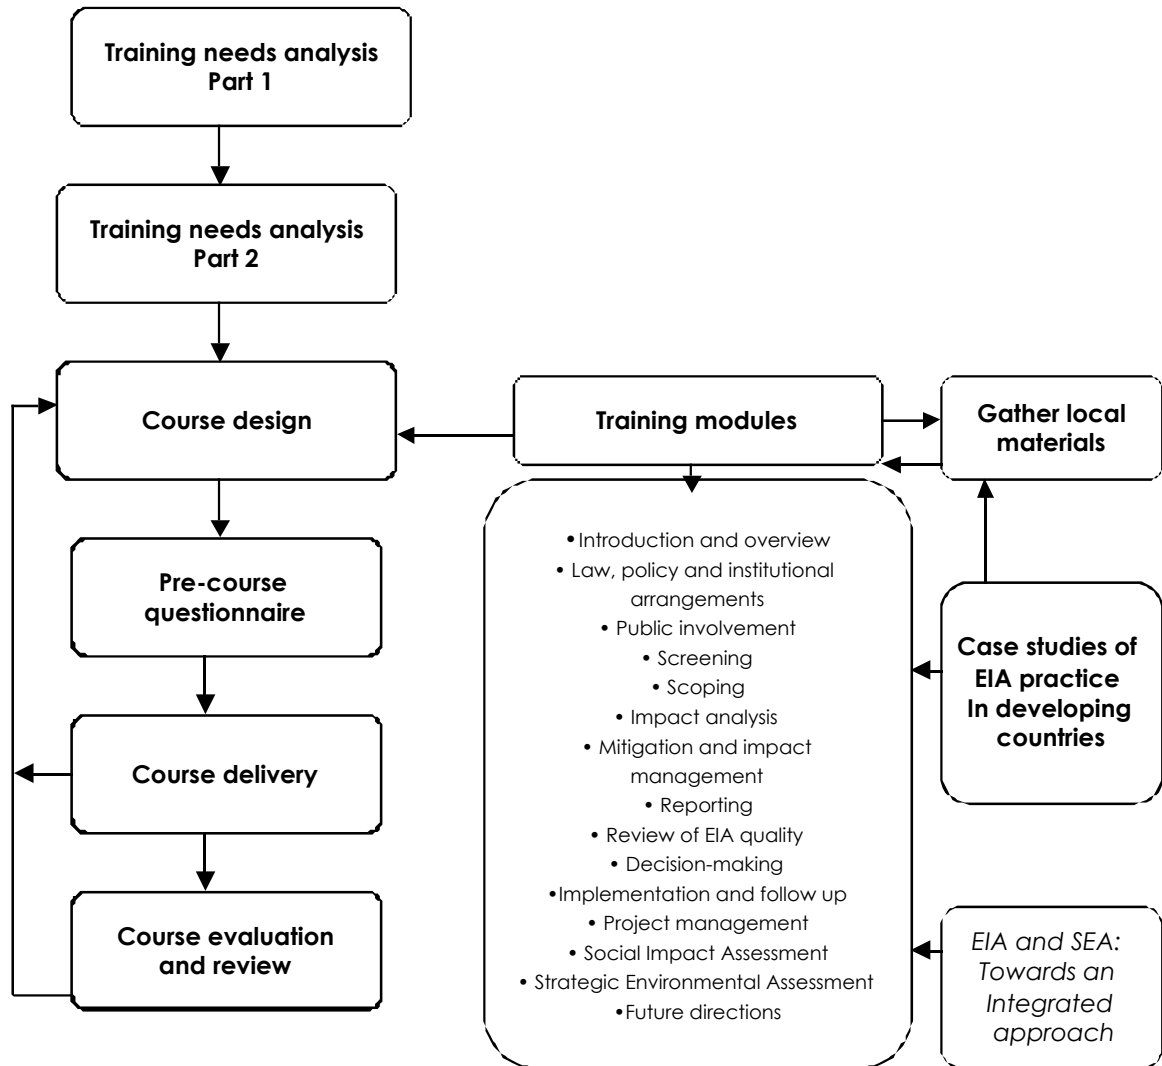 Training needs analysis
Part 1
Training needs analysis
Part 2
Course design
Pre-course
questionnaire
Course delivery
Course evaluation
and review
Training modules
•Introduction and overview
• Law, policy and institutional
arrangements
• Public involvement
• Screening
• Scoping
• Impact analysis
• Mitigation and impact
management
• Reporting
• Review of EIA quality
• Decision-making
•Implementation and follow up
• Project management
• Social Impact Assessment
• Strategic Environmental Assessment
•Future directions
Gather local
materials
Case studies of
EIA practice
In developing
countries
EIA and SEA:
Towards an
Integrated
approach